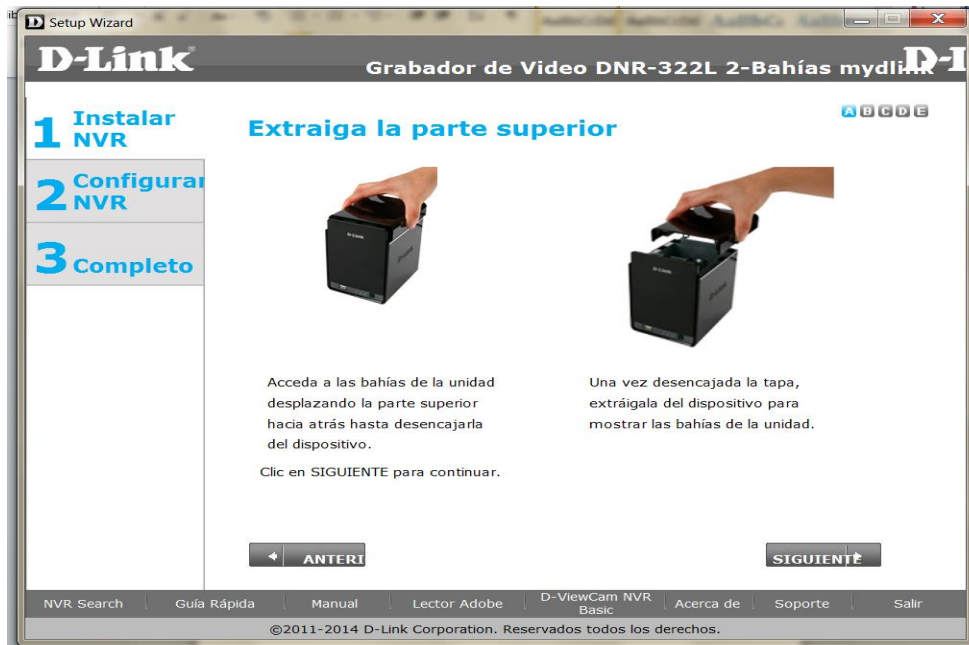 Setup Wizard
D-Link
Grabador de Video DNR-322L 2-Bahías mydlink
D-L
A B C D E
1 Instalar
NVR
2 Configurar
NVR
3 Completo
Extraiga la parte superior
Acceda a las bahías de la unidad
desplazando la parte superior
hacia atrás hasta desencajarla
del dispositivo.
Clic en SIGUIENTE para continuar.
Una vez desencajada la tapa,
extráigala del dispositivo para
mostrar las bahías de la unidad.
ANTERI
SIGUIENTE
NVR Search
Guía Rápida
Manual
Lector Adobe
D-ViewCam NVR
Basic
Acerca de
Soporte
Salir
©2011-2014 D-Link Corporation. Reservados todos los derechos.